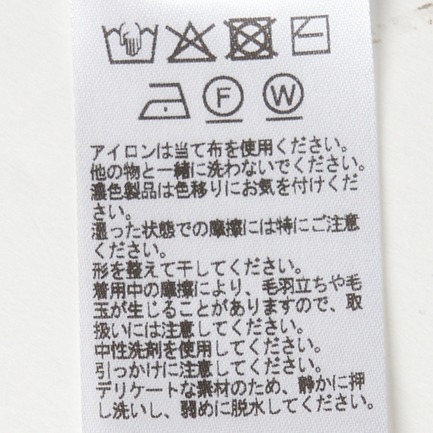 F W
アイロンは当て布を使用ください。
他の物と一緒に洗わないでください。
濃色製品は色移りにお気を付けくだ
さい。
湿った状態での摩擦には特にご注意
ください。
形を整えて干してください。
着用中の摩擦により、毛羽立ちや毛
玉が生じることがありますので、取
扱いには注意してください。
中性洗剤を使用してください。
引っかけに注意してください。
デリケートな素材のため、静かに押
し洗いし、弱めに脱水してください。